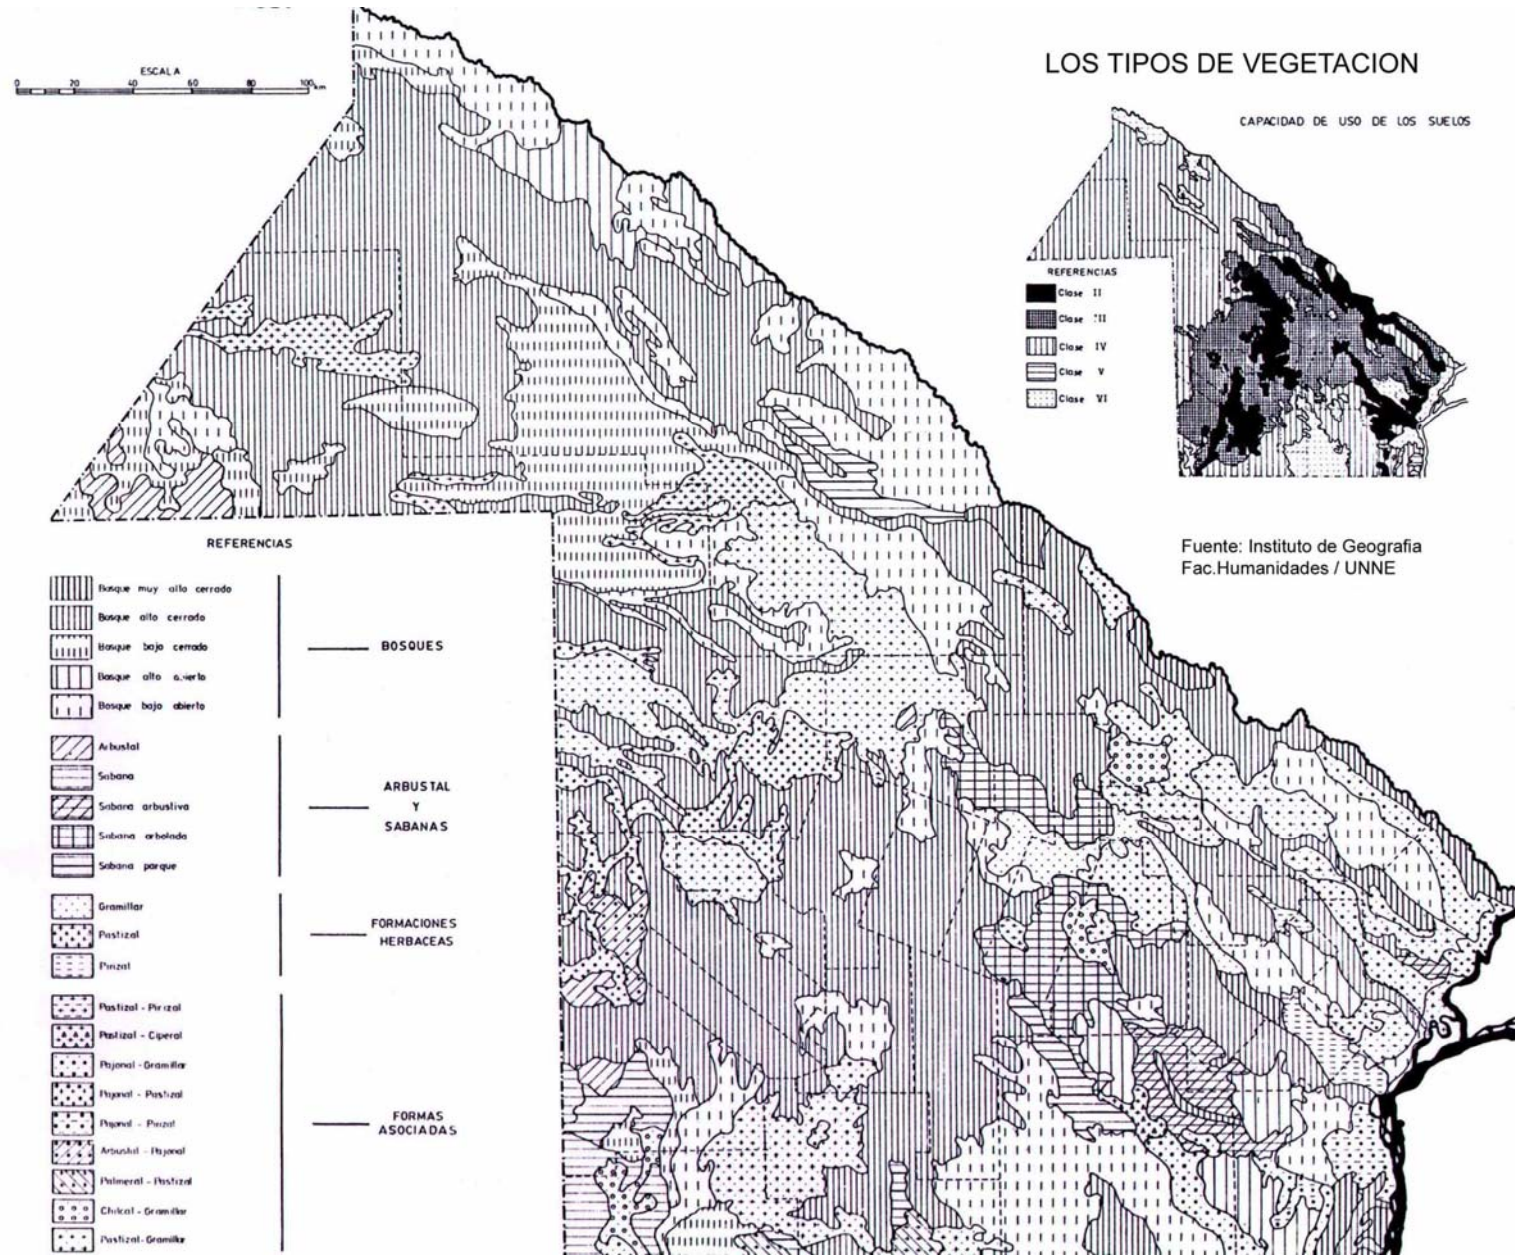 ESCALA
0 20 40 60 80 100 km
LOS TIPOS DE VEGETACION
CAPACIDAD DE USO DE LOS SUELOS
REFERENCIAS
Clase II
Clase III
Clase IV
Clase V
Clase VI
Fuente: Instituto de Geografia
Fac.Humanidades / UNNE
REFERENCIAS
Bosque muy alto cerrado
Bosque alto cerrado
Bosque bajo cerrado
Bosque alto abierto
Bosque bajo abierto
BOSQUES
Arbustal
Sabana
Sabana arbustiva
Sabana arbolada
Sabana parque
ARBUSTAL
Y
SABANAS
Gramillar
Pastizal
Pirizal
FORMACIONES
HERBACEAS
Pastizal - Pirizal
Pastizal - Ciperal
Pajonal - Gramillar
Pajonal - Pastizal
Pajonal - Pirizal
Arbustal - Pajonal
Palmeral - Pastizal
Chilcal - Gramillar
Pastizal - Gramillar
FORMAS
ASOCIADAS